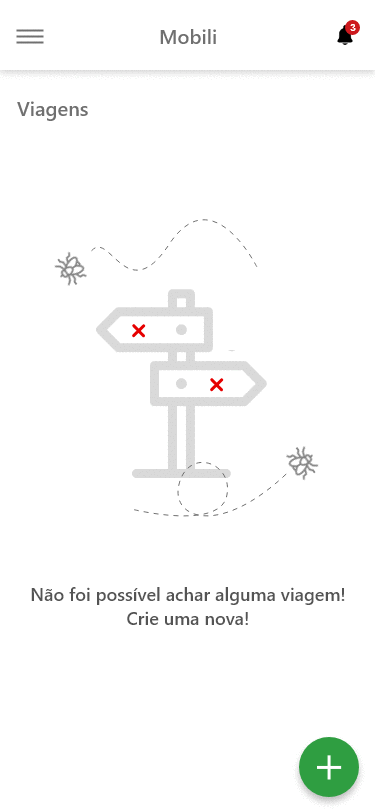 Mobili
3
Viagens
Não foi possível achar alguma viagem!
Crie uma nova!